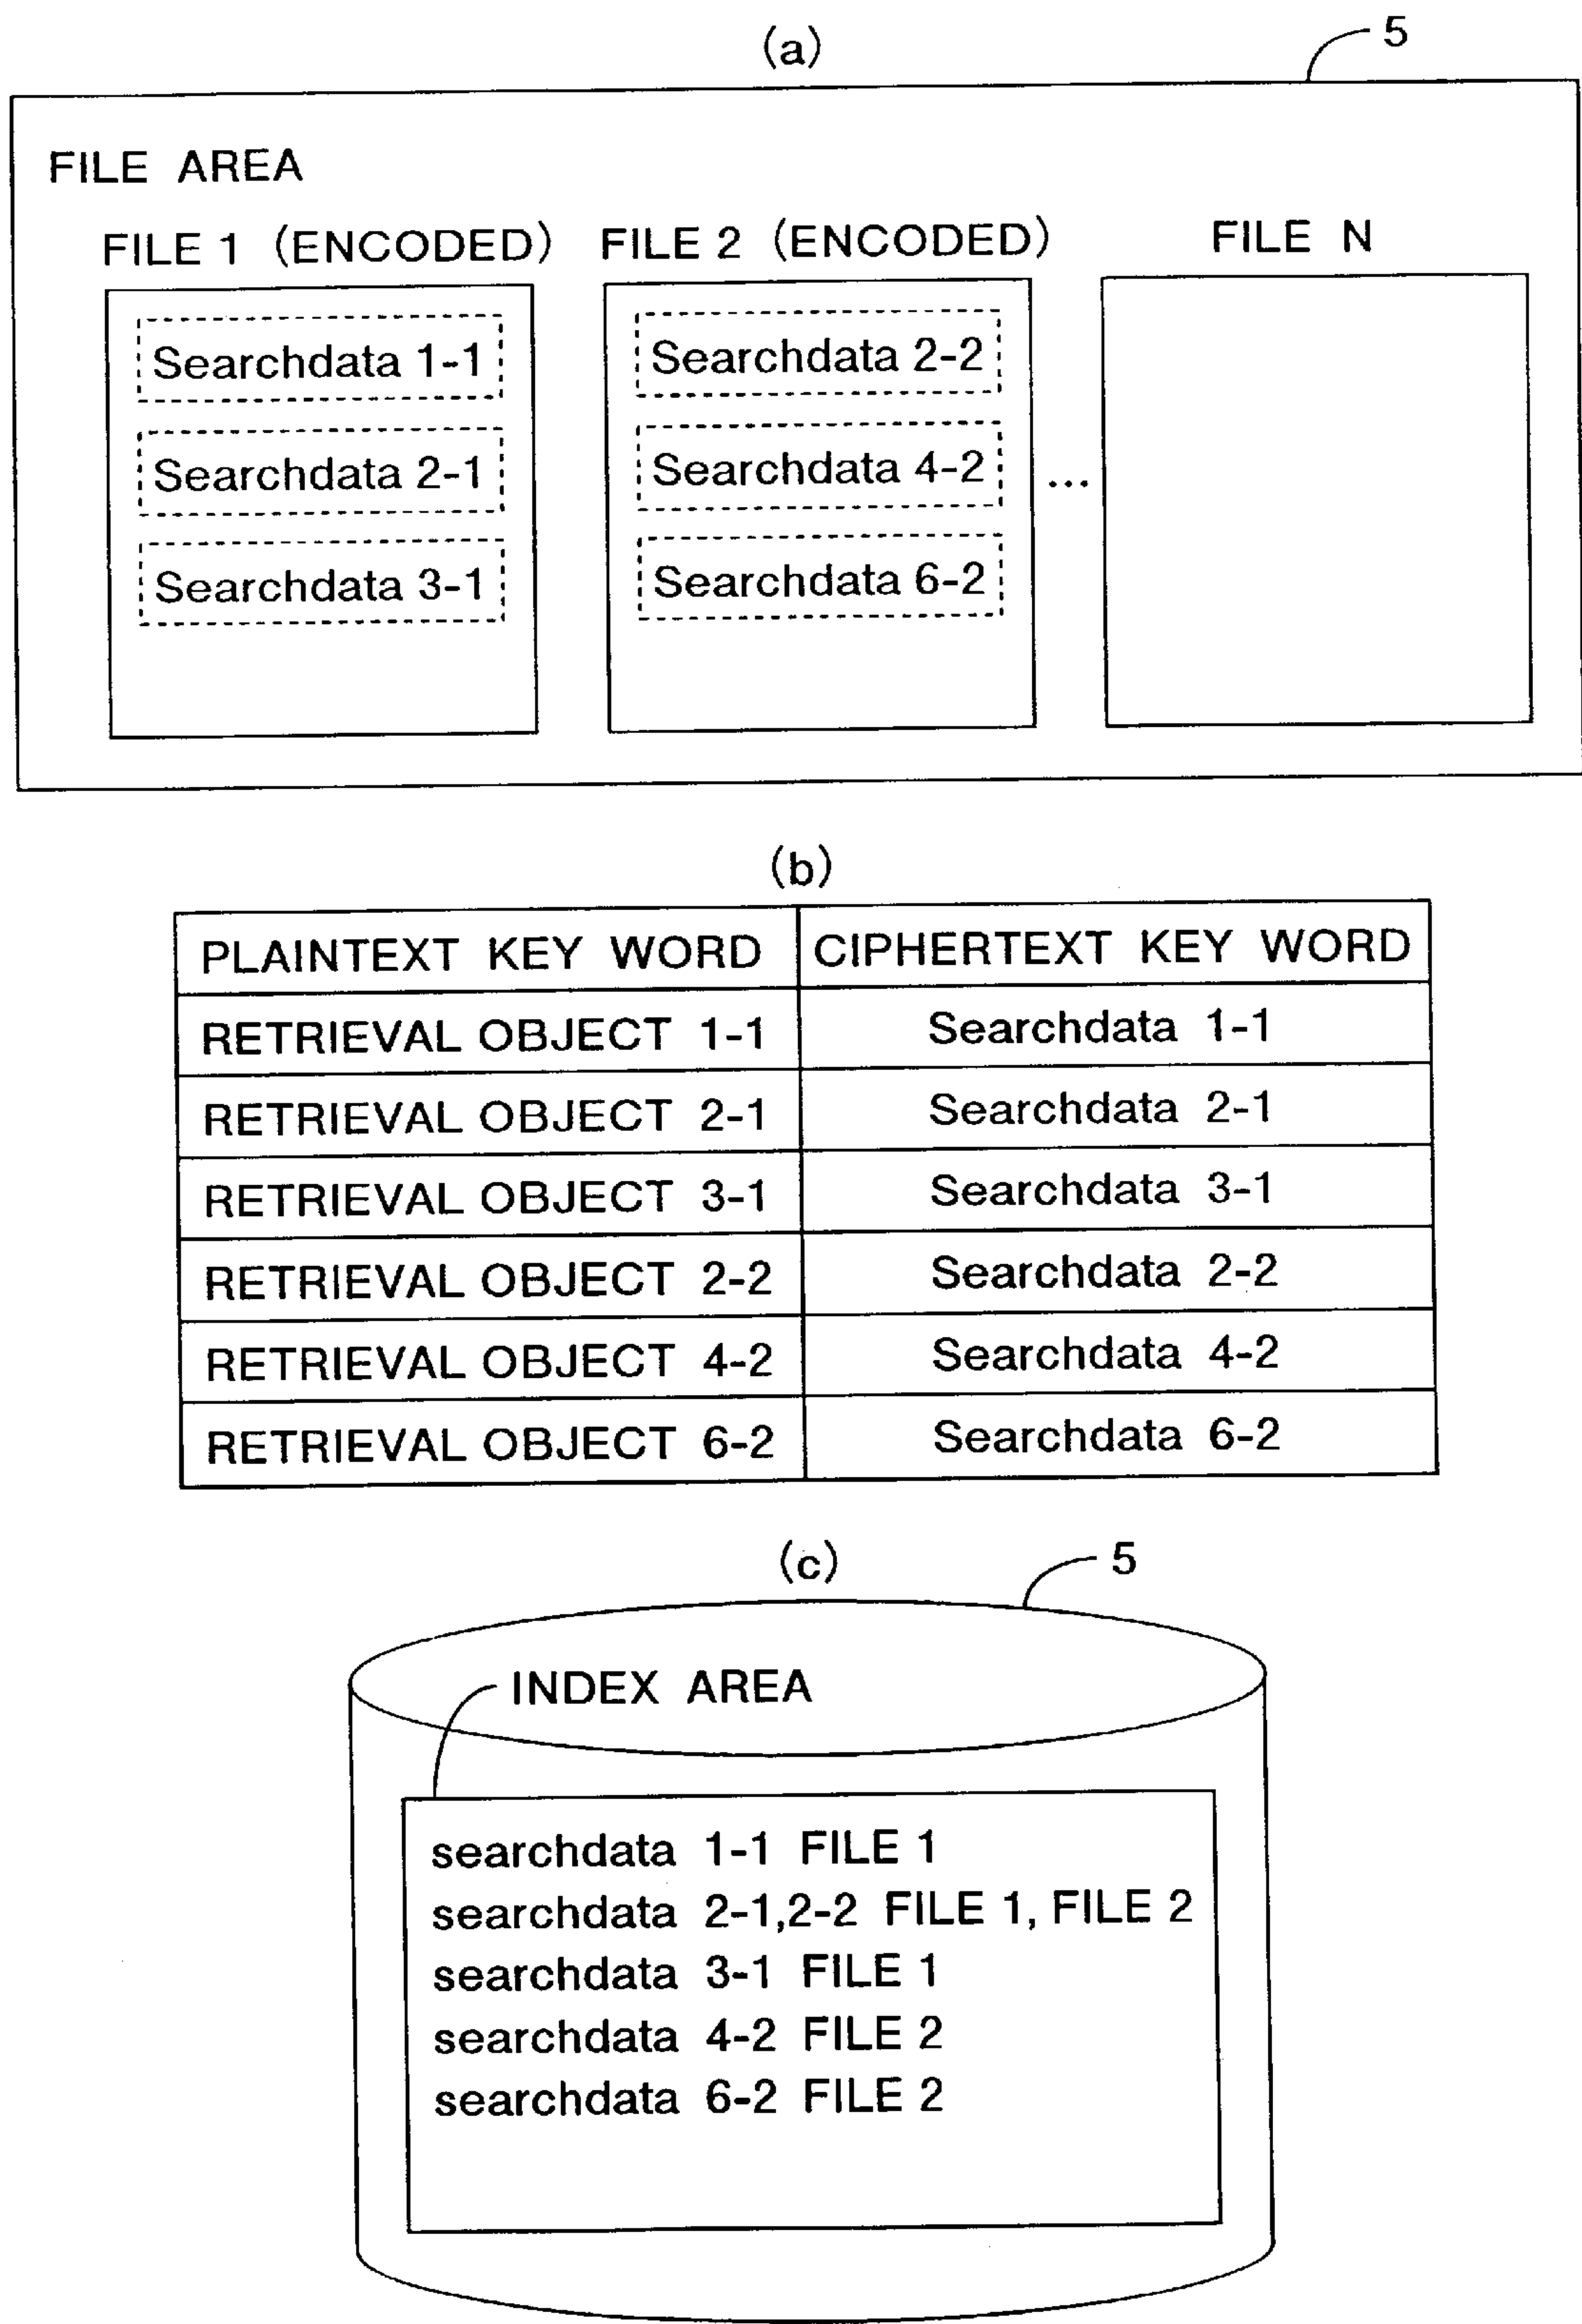 (a)
5
FILE AREA
FILE 1 (ENCODED) FILE 2 (ENCODED) FILE N
Searchdata 1-1 Searchdata 2-2
Searchdata 2-1 Searchdata 4-2 ...
Searchdata 3-1 Searchdata 6-2
(b)
PLAINTEXT KEY WORD CIPHERTEXT KEY WORD
RETRIEVAL OBJECT 1-1 Searchdata 1-1
RETRIEVAL OBJECT 2-1 Searchdata 2-1
RETRIEVAL OBJECT 3-1 Searchdata 3-1
RETRIEVAL OBJECT 2-2 Searchdata 2-2
RETRIEVAL OBJECT 4-2 Searchdata 4-2
RETRIEVAL OBJECT 6-2 Searchdata 6-2
(c)
5
INDEX AREA
searchdata 1-1 FILE 1
searchdata 2-1,2-2 FILE 1, FILE 2
searchdata 3-1 FILE 1
searchdata 4-2 FILE 2
searchdata 6-2 FILE 2